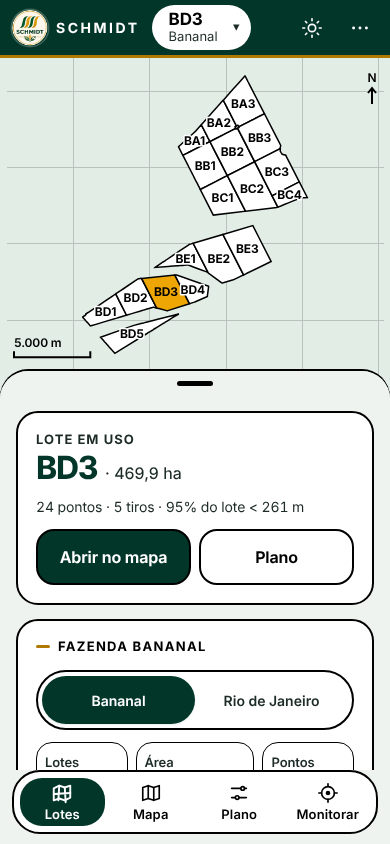 SCHMIDT
SCHMIDT
BD3
Bananal
▾
...
N
BA3
BA2
BA1
BB3
BB2
BB1
BC3
BC2
BC4
BC1
BE3
BE2
BE1
BD4
BD3
BD2
BD1
BD5
5.000 m
LOTE EM USO
BD3 · 469,9 ha
24 pontos · 5 tiros · 95% do lote < 261 m
Abrir no mapa
Plano
FAZENDA BANANAL
Bananal
Rio de Janeiro
Lotes
Área
Pontos
Lotes
Mapa
Plano
Monitorar